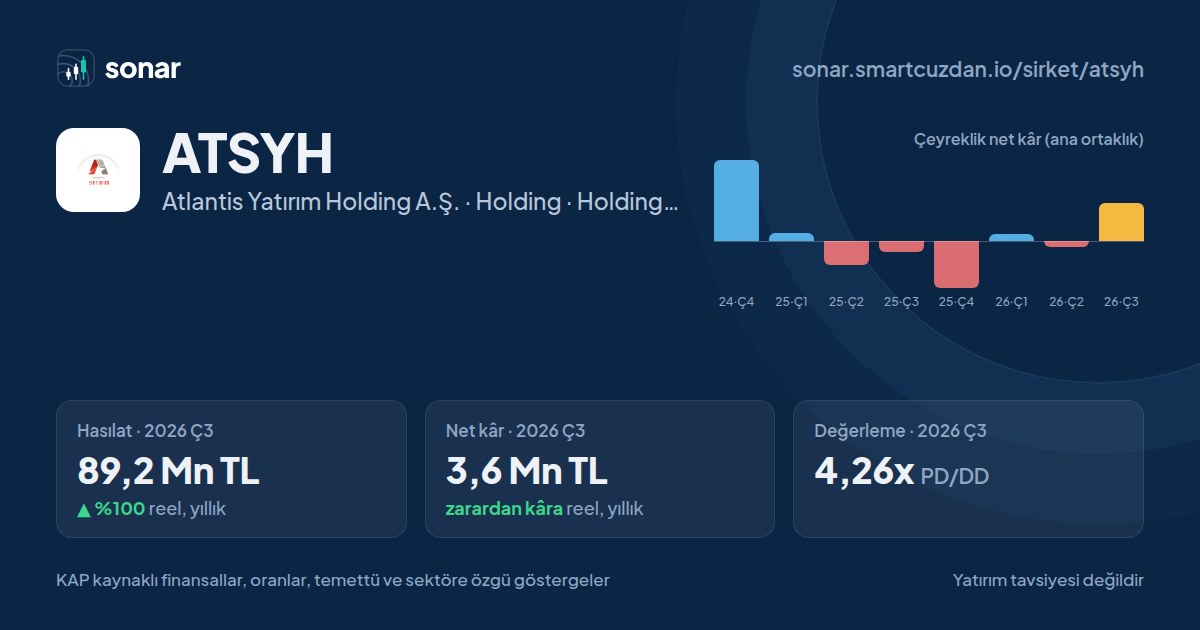 sonar
sonar.smartcuzdan.io/sirket/atsyh
ATSYH
Atlantis Yatırım Holding A.Ş. · Holding · Holding…
Çeyreklik net kâr (ana ortaklık)
24·Ç4 25·Ç1 25·Ç2 25·Ç3 25·Ç4 26·Ç1 26·Ç2 26·Ç3
Hasılat · 2026 Ç3
89,2 Mn TL
▲ %100 reel, yıllık
Net kâr · 2026 Ç3
3,6 Mn TL
zarardan kâra reel, yıllık
Değerleme · 2026 Ç3
4,26x PD/DD
KAP kaynaklı finansallar, oranlar, temettü ve sektöre özgü göstergeler
Yatırım tavsiyesi değildir